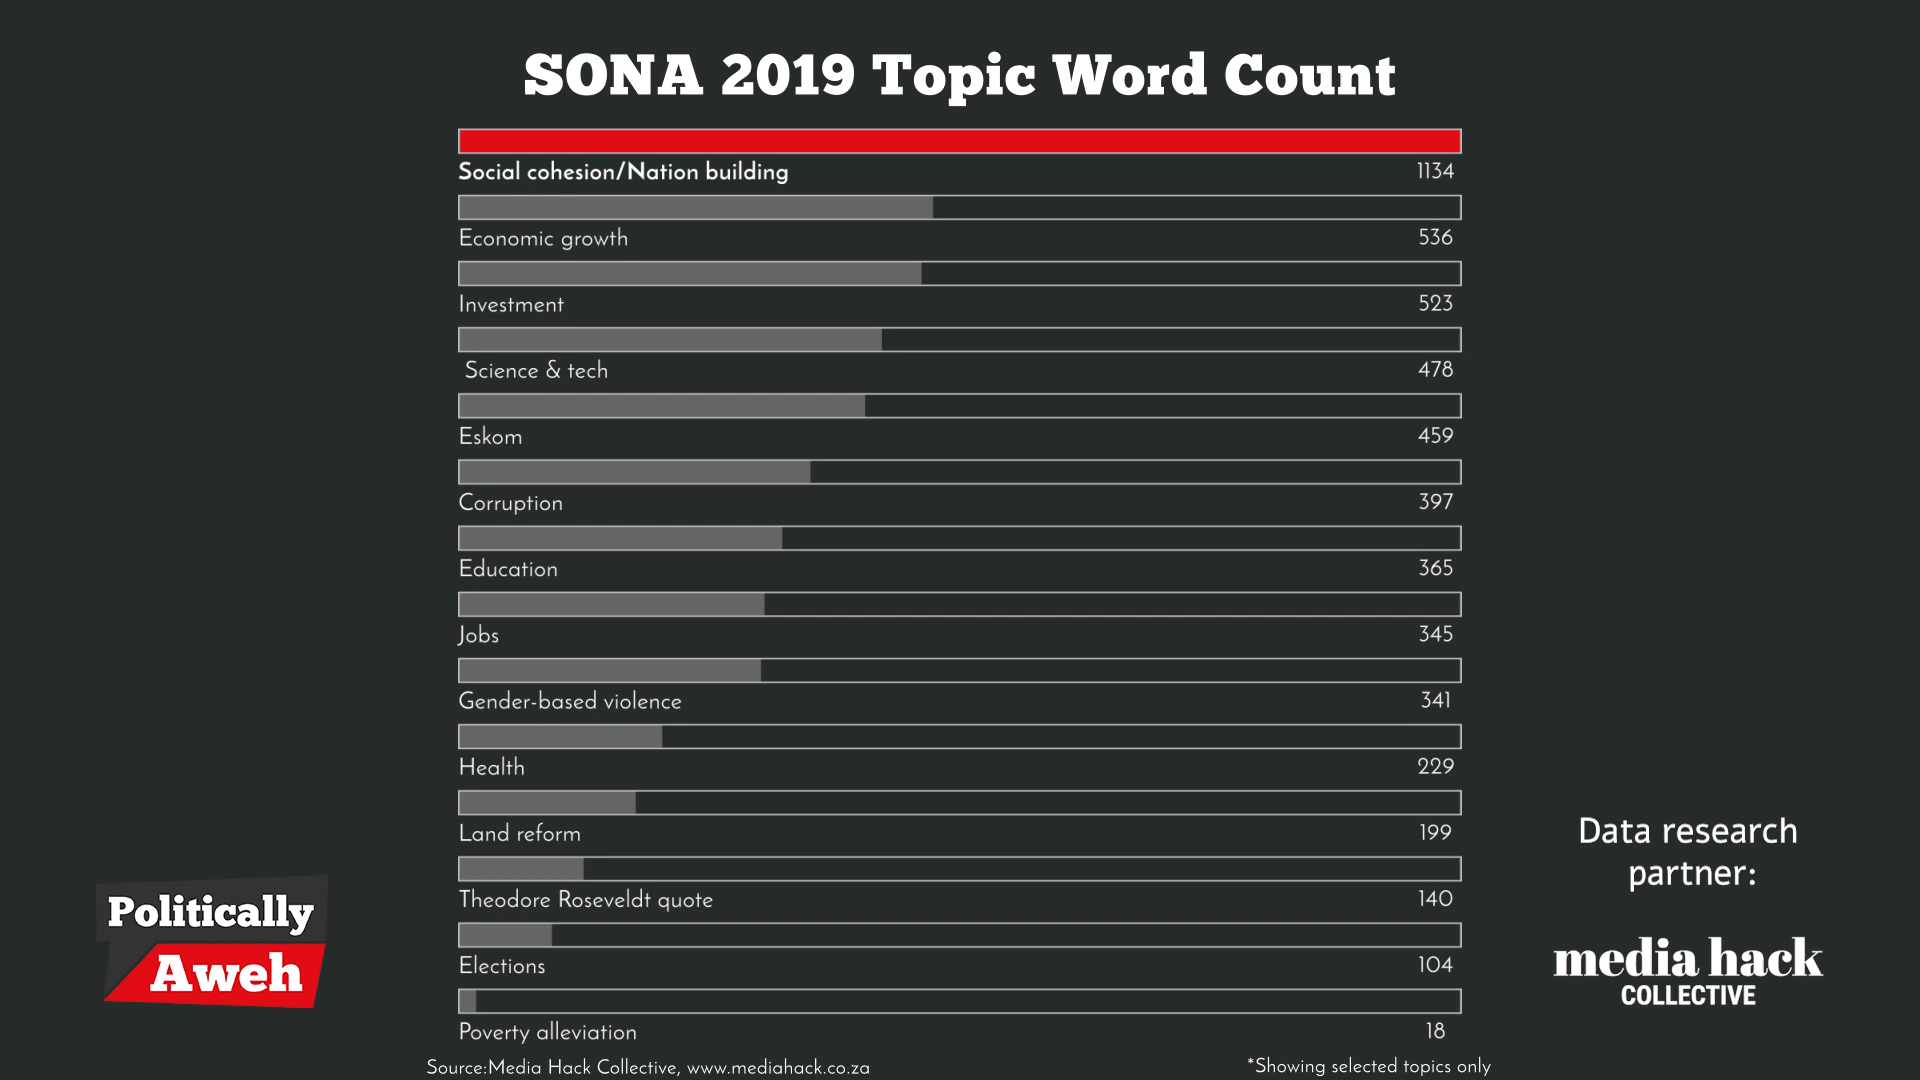 SONA 2019 Topic Word Count
Social cohesion/Nation building 1134
Economic growth 536
Investment 523
Science & tech 478
Eskom 459
Corruption 397
Education 365
Jobs 345
Gender-based violence 341
Health 229
Land reform 199
Theodore Roseveldt quote 140
Elections 104
Poverty alleviation 18
Source:Media Hack Collective, www.mediahack.co.za
*Showing selected topics only
Politically
Aweh
Data research
partner:
media hack
COLLECTIVE